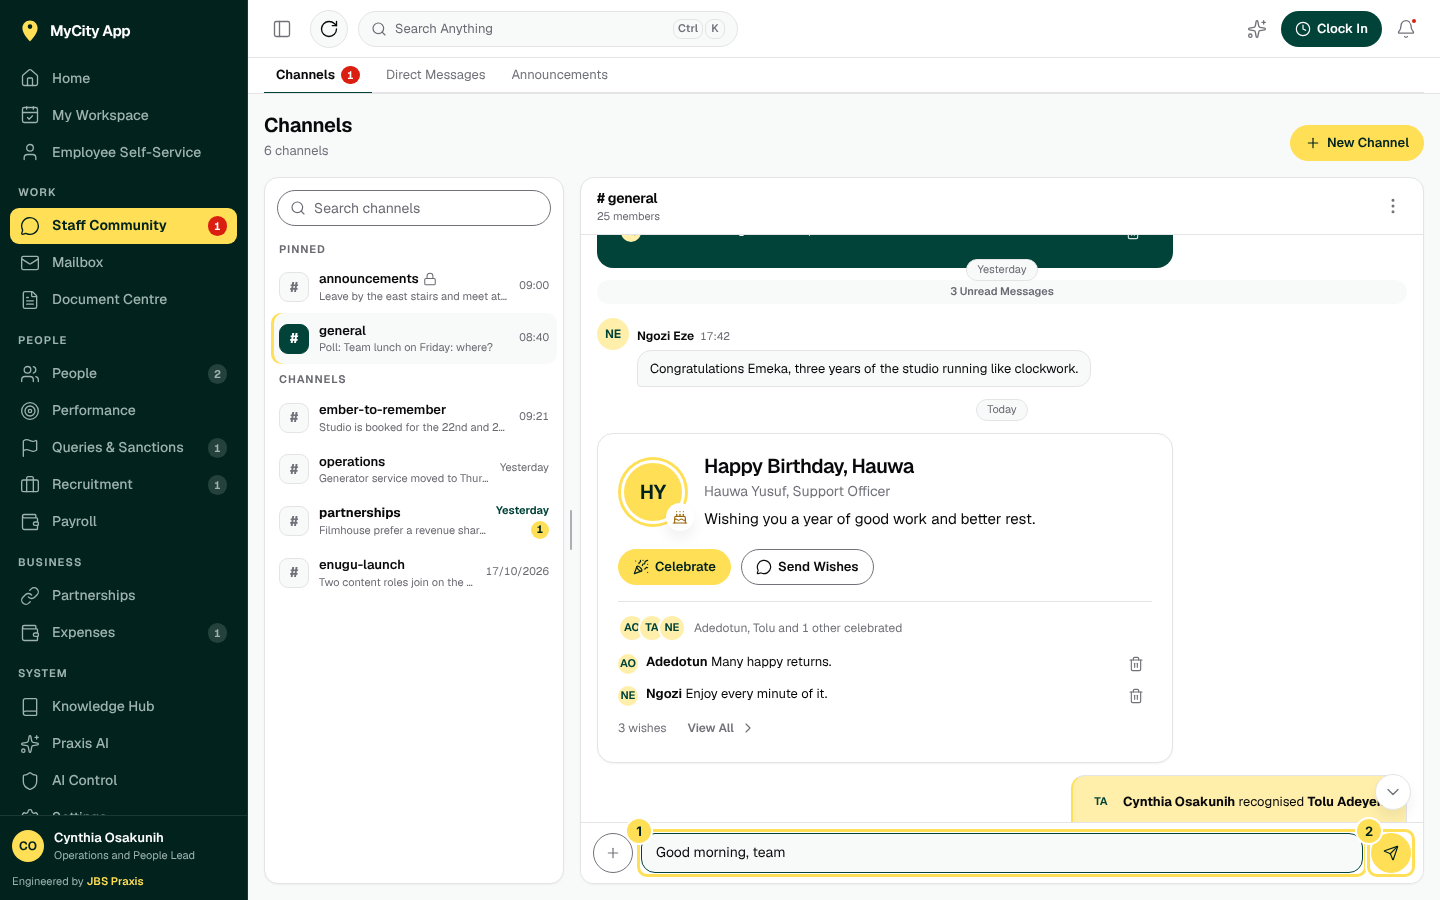 MyCity App
Home
My Workspace
Employee Self-Service
WORK
Staff Community 1
Mailbox
Document Centre
PEOPLE
People 2
Performance
Queries & Sanctions 1
Recruitment 1
Payroll
BUSINESS
Partnerships
Expenses 1
SYSTEM
Knowledge Hub
Praxis AI
AI Control
CO
Cynthia Osakunih
Operations and People Lead
Engineered by JBS Praxis
Search Anything Ctrl K
Clock In
Channels 1 Direct Messages Announcements
Channels
6 channels
New Channel
Search channels
PINNED
# announcements 09:00
Leave by the east stairs and meet at...
# general 08:40
Poll: Team lunch on Friday: where?
CHANNELS
# ember-to-remember 09:21
Studio is booked for the 22nd and 2...
# operations Yesterday
Generator service moved to Thur...
# partnerships Yesterday
Filmhouse prefer a revenue shar... 1
# enugu-launch 17/10/2026
Two content roles join on the ...
# general
25 members
Yesterday
3 Unread Messages
NE Ngozi Eze 17:42
Congratulations Emeka, three years of the studio running like clockwork.
Today
HY
Happy Birthday, Hauwa
Hauwa Yusuf, Support Officer
Wishing you a year of good work and better rest.
Celebrate Send Wishes
AO TA NE Adedotun, Tolu and 1 other celebrated
AO Adedotun Many happy returns.
NE Ngozi Enjoy every minute of it.
3 wishes View All
TA Cynthia Osakunih recognised Tolu
1 2
Good morning, team